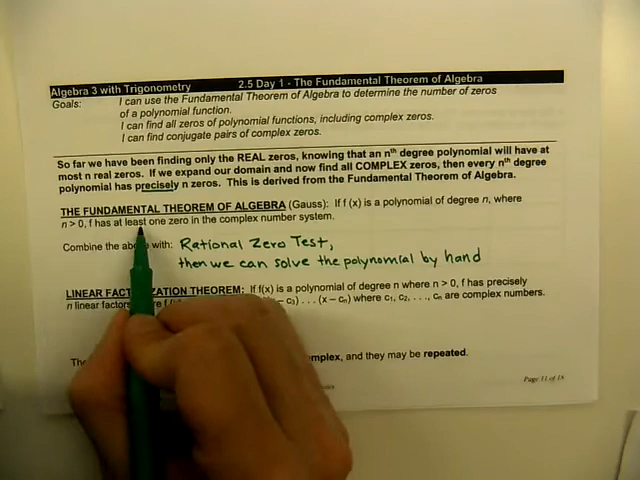 Algebra 3 with Trigonometry 2.5 Day 1 - The Fundamental Theorem of Algebra
Goals: I can use the Fundamental Theorem of Algebra to determine the number of zeros
of a polynomial function.
I can find all zeros of polynomial functions, including complex zeros.
I can find conjugate pairs of complex zeros.
So far we have been finding only the REAL zeros, knowing that an nth degree polynomial will have at
most n real zeros. If we expand our domain and now find all COMPLEX zeros, then every nth degree
polynomial has precisely n zeros. This is derived from the Fundamental Theorem of Algebra.
THE FUNDAMENTAL THEOREM OF ALGEBRA (Gauss): If f (x) is a polynomial of degree n, where
n > 0, f has at least one zero in the complex number system.
Combine the with: Rational Zero Test,
then we can solve the polynomial by hand
LINEAR THEOREM: If f(x) is a polynomial of degree n where n > 0, f has precisely
n linear factors (x – cn) where c1, c2, . . ., cn are complex numbers.
and they may be repeated.
Page 11 of 18